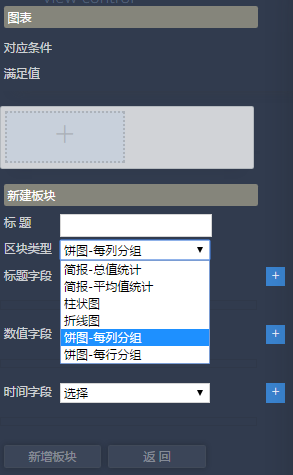 View Control
图表
对应条件
满足值
+
新建板块
标 题
区块类型 饼图-每列分组
简报-总值统计
简报-平均值统计
柱状图
折线图
饼图-每列分组
饼图-每行分组
标题字段 +
数值字段 +
时间字段 选择 +
新增板块 返 回